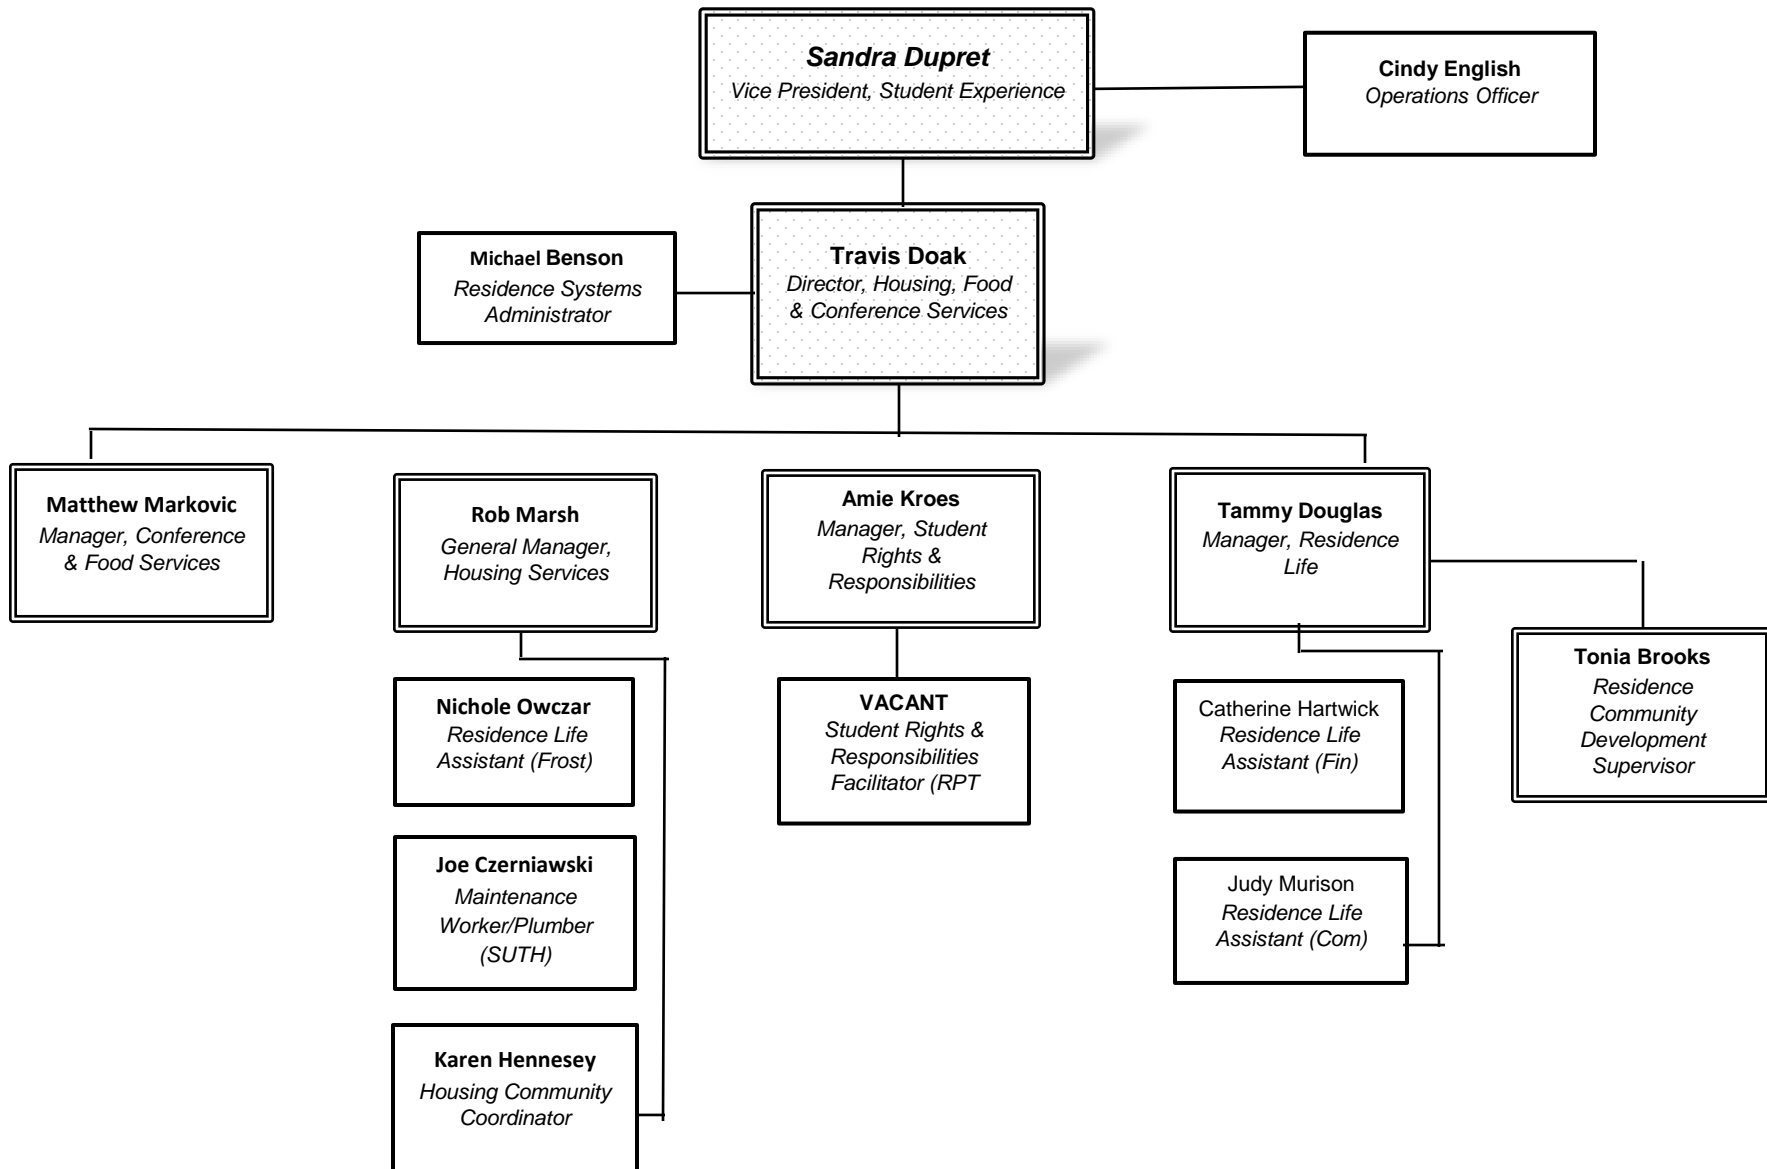 Sandra Dupret
Vice President, Student Experience
Cindy English
Operations Officer
Michael Benson
Residence Systems
Administrator
Travis Doak
Director, Housing, Food
& Conference Services
Matthew Markovic
Manager, Conference
& Food Services
Rob Marsh
General Manager,
Housing Services
Amie Kroes
Manager, Student
Rights &
Responsibilities
Tammy Douglas
Manager, Residence
Life
Tonia Brooks
Residence
Community
Development
Supervisor
Nichole Owczar
Residence Life
Assistant (Frost)
VACANT
Student Rights &
Responsibilities
Facilitator (RPT
Catherine Hartwick
Residence Life
Assistant (Fin)
Joe Czerniawski
Maintenance
Worker/Plumber
(SUTH)
Judy Murison
Residence Life
Assistant (Com)
Karen Hennesey
Housing Community
Coordinator